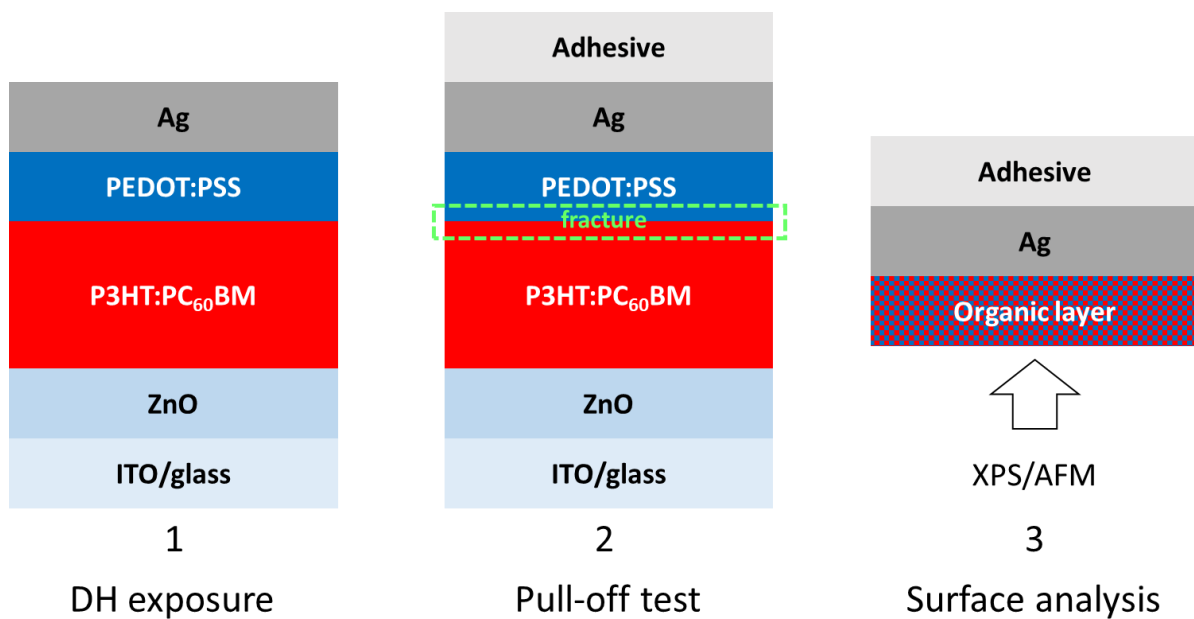 Ag
PEDOT:PSS
P3HT:PC₆₀BM
ZnO
ITO/glass
1
DH exposure
Adhesive
Ag
PEDOT:PSS
fracture
P3HT:PC₆₀BM
ZnO
ITO/glass
2
Pull-off test
Adhesive
Ag
Organic layer
XPS/AFM
3
Surface analysis